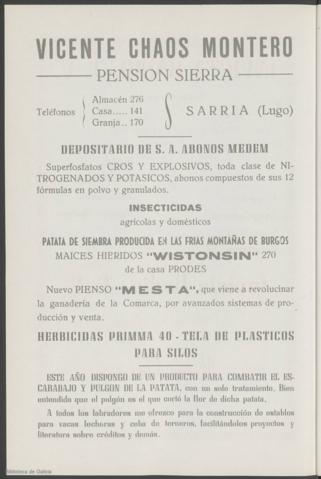 VICENTE CHAOS MONTERO
PENSION SIERRA
Teléfonos
Almacén 276
Casa..... 141
Granja.. 170
SARRIA (Lugo)
DEPOSITARIO DE S. A. ABONOS MEDEM
Superfosfatos CROS Y EXPLOSIVOS, toda clase de NI-
TROGENADOS Y POTASICOS, abonos compuestos de sus 12
fórmulas en polvo y granulados.
INSECTICIDAS
agrícolas y domésticos
PATATA DE SIEMBRA PRODUCIDA EN LAS FRIAS MONTAÑAS DE BURGOS
MAICES HIERIDOS "WISTONSIN" 270
de la casa PRODES
Nuevo PIENSO "MESTA", que viene a revolucinar
la ganadería de la Comarca, por avanzados sistemas de pro-
ducción y venta.
HERBICIDAS PRIMMA 40 - TELA DE PLASTICOS
PARA SILOS
ESTE AÑO DISPONGO DE UN PRODUCTO PARA COMBATIR EL ES-
CARABAJO Y PULGON DE LA PATATA, con un solo tratamiento. Bien
entendido que el pulgón es el que cortó la flor de dicha patata.
A todos los labradores me ofrezco para la construcción de establos
para vacas lecheras y ceba de terneros, facilitándoles proyectos y
literatura sobre créditos y demás.
Biblioteca de Galicia